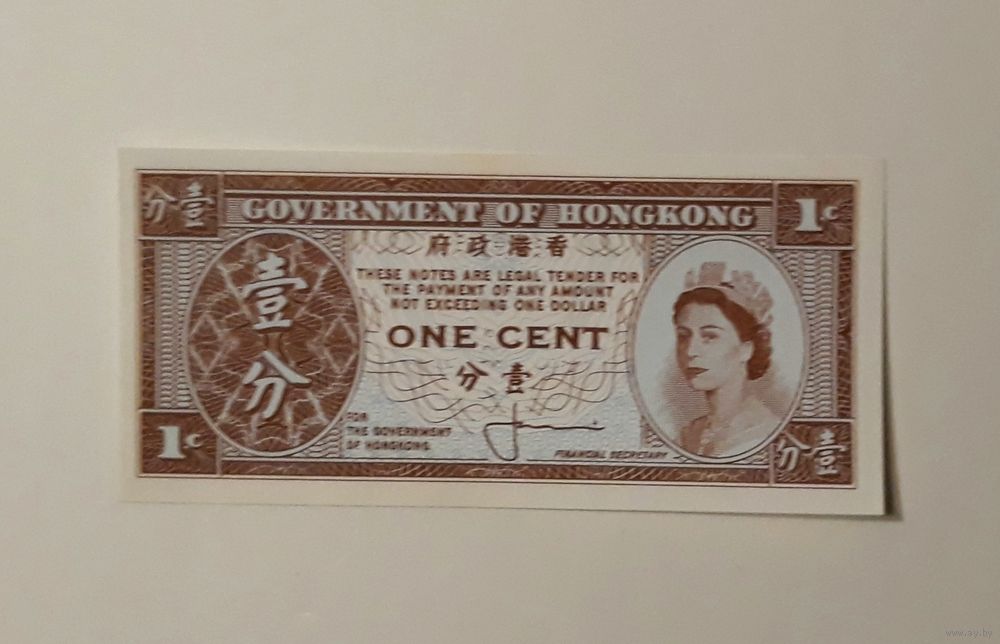 分壹
GOVERNMENT OF HONGKONG
1c
府政港香
THESE NOTES ARE LEGAL TENDER FOR
THE PAYMENT OF ANY AMOUNT
NOT EXCEEDING ONE DOLLAR
壹分
ONE CENT
分壹
FOR
THE GOVERNMENT
OF HONGKONG
FINANCIAL SECRETARY
1c
分壹
www.ay.by